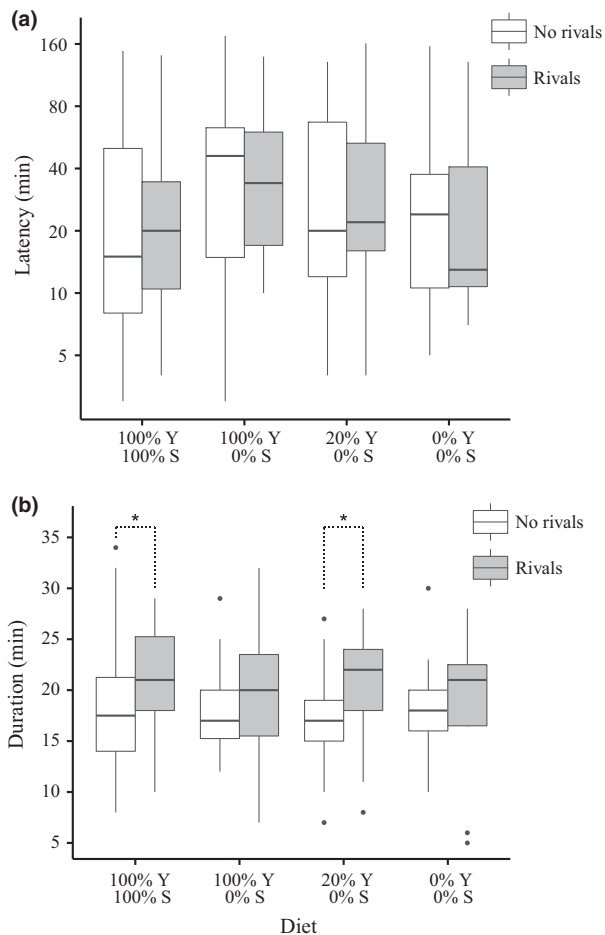 (a)
160
80
40
20
10
5
Latency (min)
No rivals
Rivals
100% Y 100% Y 20% Y 0% Y
100% S 0% S 0% S 0% S
(b)
35
30
25
20
15
10
5
Duration (min)
* *
No rivals
Rivals
100% Y 100% Y 20% Y 0% Y
100% S 0% S 0% S 0% S
Diet